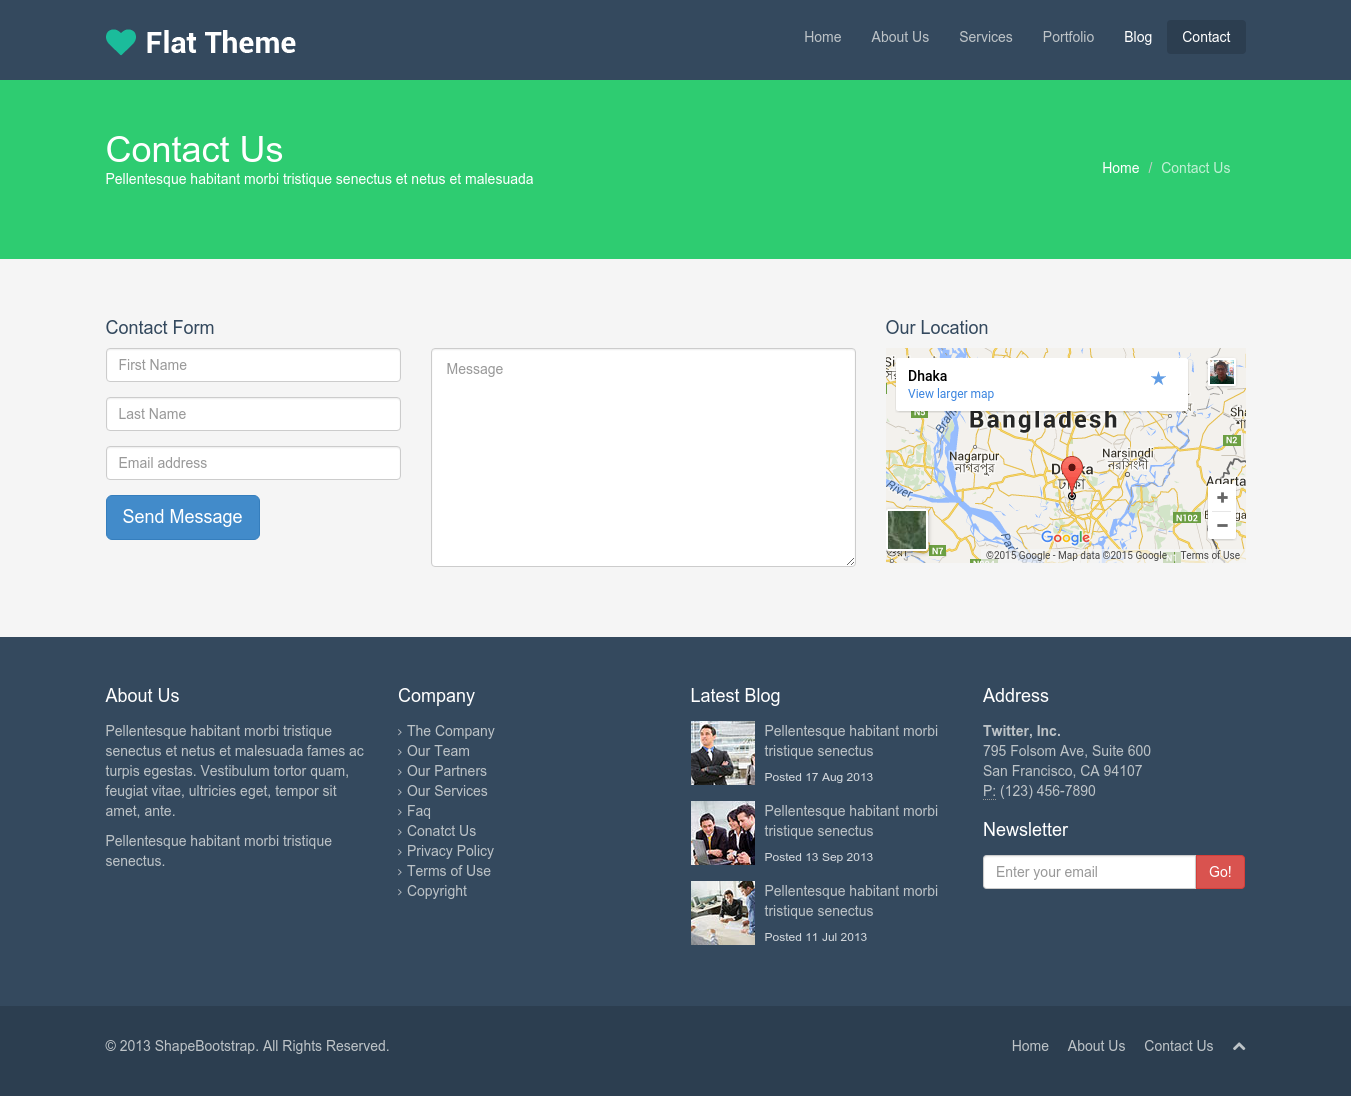 Flat Theme
Home About Us Services Portfolio Blog Contact
Contact Us
Pellentesque habitant morbi tristique senectus et netus et malesuada
Home / Contact Us
Contact Form
First Name
Last Name
Email address
Send Message
Message
Our Location
Dhaka
View larger map
Bangladesh
N5
N2
Nagarpur
নাগরপুর
Narsingdi
নরসিংদী
ঢাকা
Agarta
River
N102
N7
Google
©2015 Google - Map data ©2015 Google Terms of Use
About Us
Pellentesque habitant morbi tristique
senectus et netus et malesuada fames ac
turpis egestas. Vestibulum tortor quam,
feugiat vitae, ultricies eget, tempor sit
amet, ante.
Pellentesque habitant morbi tristique
senectus.
Company
› The Company
› Our Team
› Our Partners
› Our Services
› Faq
› Conatct Us
› Privacy Policy
› Terms of Use
› Copyright
Latest Blog
Pellentesque habitant morbi
tristique senectus
Posted 17 Aug 2013
Pellentesque habitant morbi
tristique senectus
Posted 13 Sep 2013
Pellentesque habitant morbi
tristique senectus
Posted 11 Jul 2013
Address
Twitter, Inc.
795 Folsom Ave, Suite 600
San Francisco, CA 94107
P: (123) 456-7890
Newsletter
Enter your email
Go!
© 2013 ShapeBootstrap. All Rights Reserved.
Home About Us Contact Us